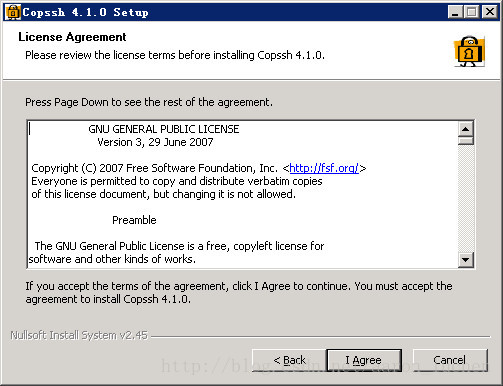 Copssh 4.1.0 Setup
License Agreement
Please review the license terms before installing Copssh 4.1.0.
Press Page Down to see the rest of the agreement.
GNU GENERAL PUBLIC LICENSE
Version 3, 29 June 2007
Copyright (C) 2007 Free Software Foundation, Inc. <http://fsf.org/>
Everyone is permitted to copy and distribute verbatim copies
of this license document, but changing it is not allowed.
Preamble
The GNU General Public License is a free, copyleft license for
software and other kinds of works.
If you accept the terms of the agreement, click I Agree to continue. You must accept the
agreement to install Copssh 4.1.0.
Nullsoft Install System v2.45
< Back
I Agree
Cancel